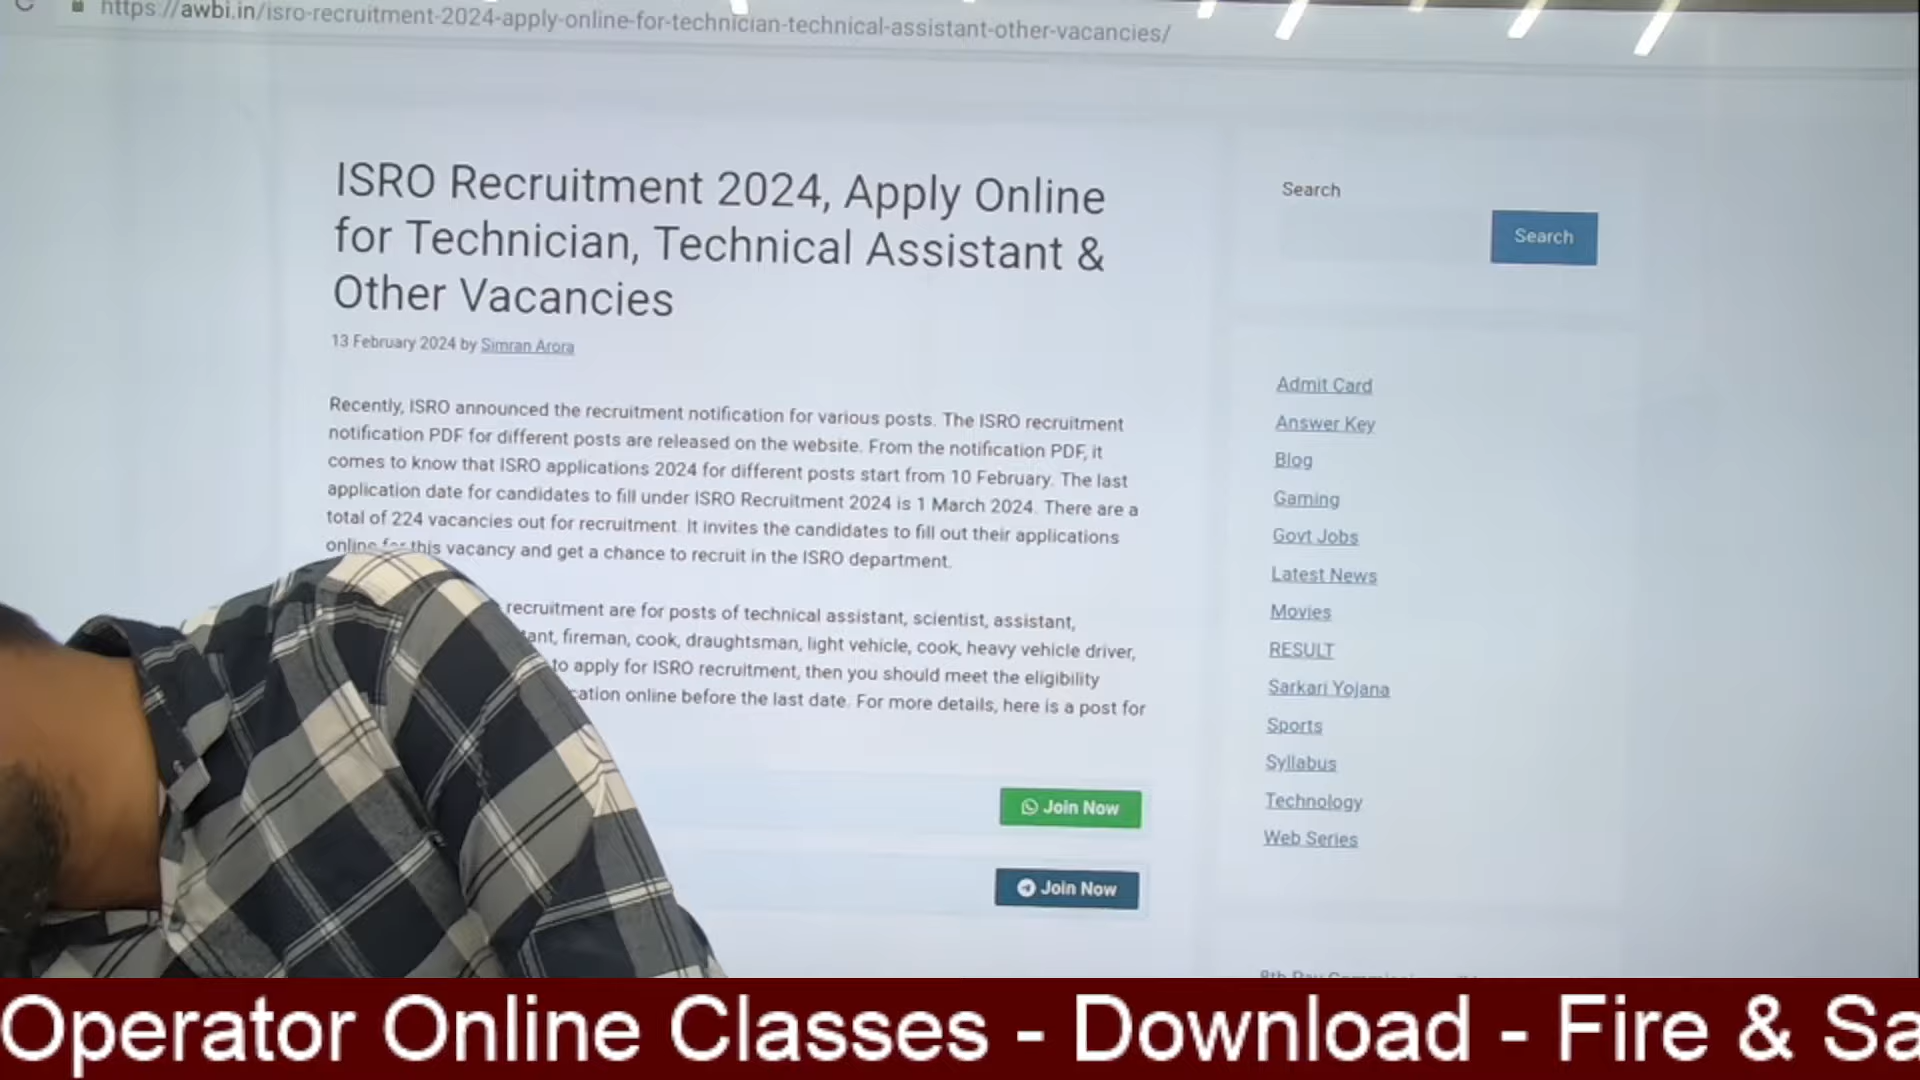 https://awbi.in/isro-recruitment-2024-apply-online-for-technician-technical-assistant-other-vacancies/
ISRO Recruitment 2024, Apply Online
for Technician, Technical Assistant &
Other Vacancies
13 February 2024 by Simran Arora
Recently, ISRO announced the recruitment notification for various posts. The ISRO recruitment
notification PDF for different posts are released on the website. From the notification PDF, it
comes to know that ISRO applications 2024 for different posts start from 10 February. The last
application date for candidates to fill under ISRO Recruitment 2024 is 1 March 2024. There are a
total of 224 vacancies out for recruitment. It invites the candidates to fill out their applications
online for this vacancy and get a chance to recruit in the ISRO department.
recruitment are for posts of technical assistant, scientist, assistant,
fireman, cook, draughtsman, light vehicle, cook, heavy vehicle driver,
to apply for ISRO recruitment, then you should meet the eligibility
online before the last date. For more details, here is a post for
Join Now
Join Now
Search
Search
Admit Card
Answer Key
Blog
Gaming
Govt Jobs
Latest News
Movies
RESULT
Sarkari Yojana
Sports
Syllabus
Technology
Web Series
Operator Online Classes - Download - Fire & Sa